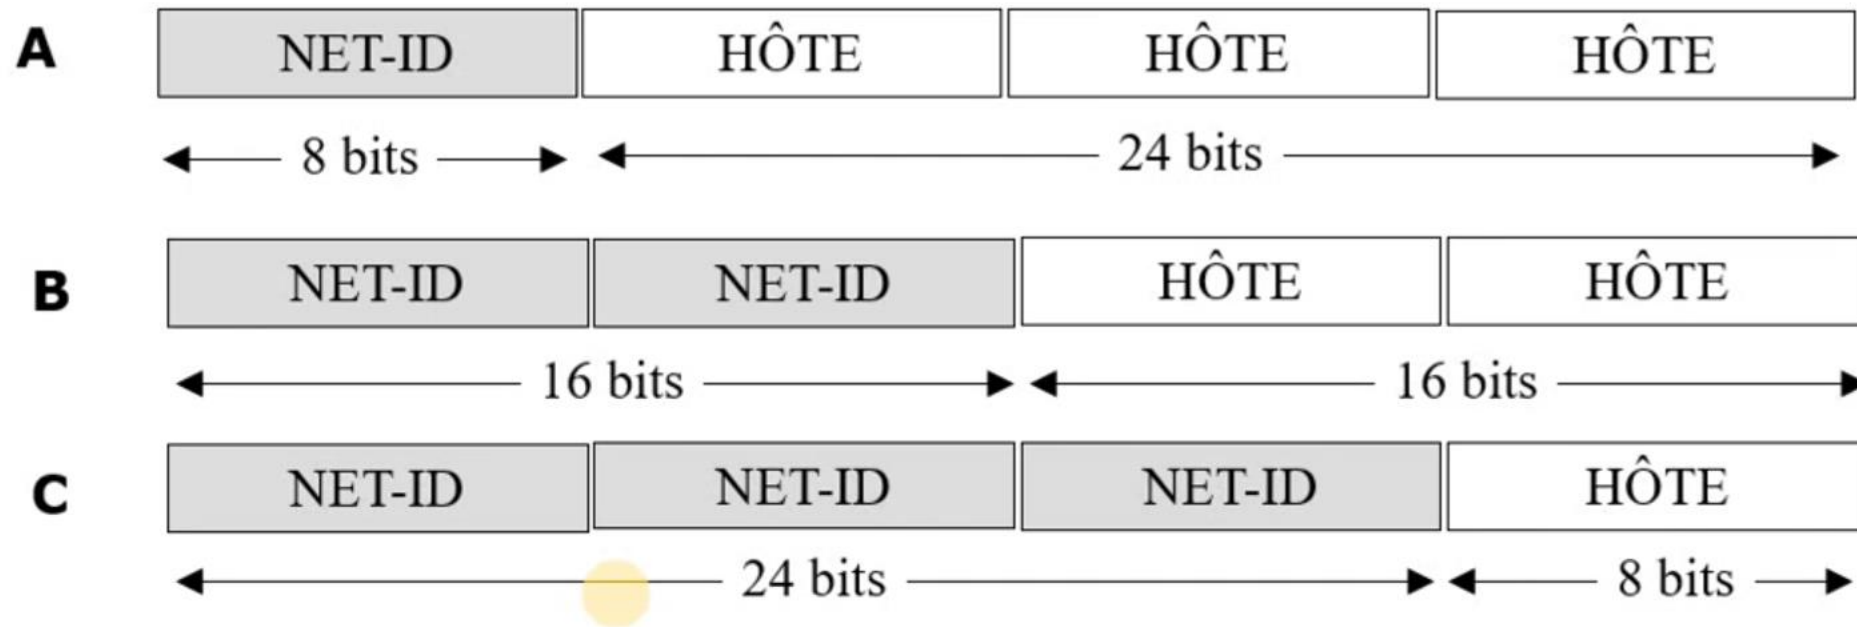 A NET-ID HÔTE HÔTE HÔTE
8 bits 24 bits
B NET-ID NET-ID HÔTE HÔTE
16 bits 16 bits
C NET-ID NET-ID NET-ID HÔTE
24 bits 8 bits